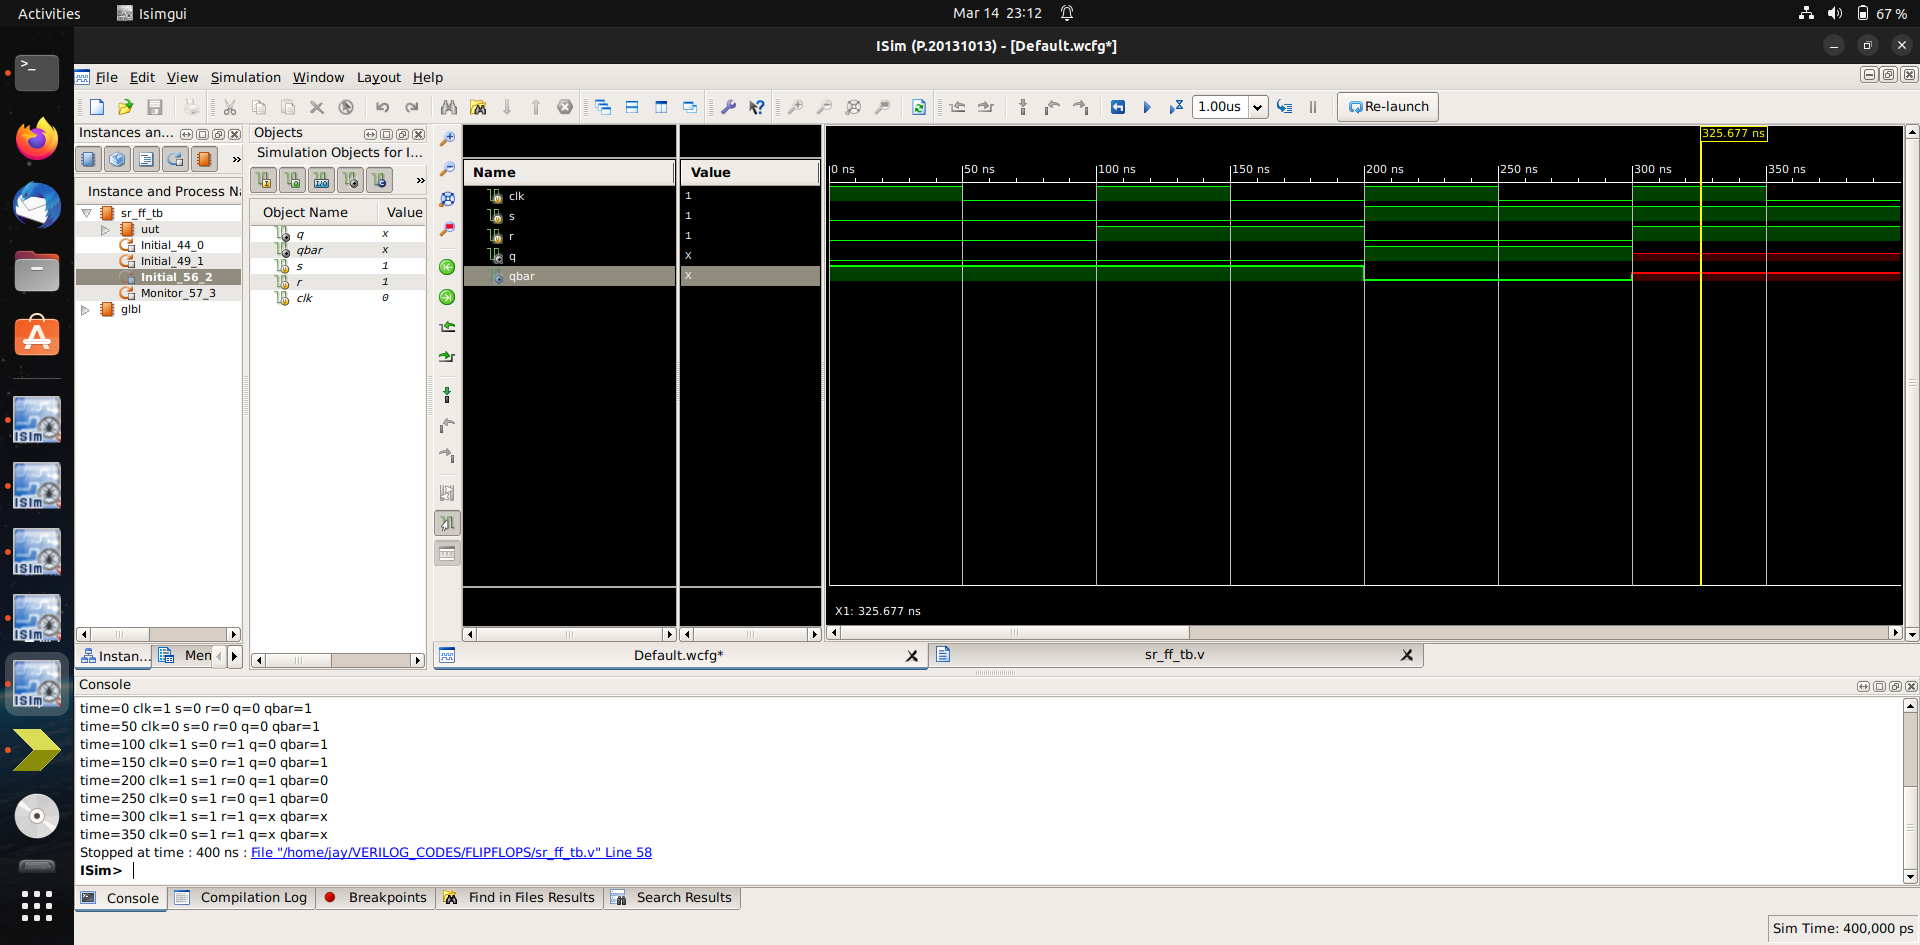 Activities
Isimgui
Mar 14 23:12
67 %
ISim (P.20131013) - [Default.wcfg*]
File Edit View Simulation Window Layout Help
1.00us
Re-launch
Instances an...
Instance and Process Na
sr_ff_tb
uut
Initial_44_0
Initial_49_1
Initial_56_2
Monitor_57_3
glbl
Instan...
Men
Objects
Simulation Objects for I...
Object Name Value
q x
qbar x
s 1
r 1
clk 0
Name Value
clk 1
s 1
r 1
q X
qbar X
325.677 ns
0 ns 50 ns 100 ns 150 ns 200 ns 250 ns 300 ns 350 ns
X1: 325.677 ns
Default.wcfg*
sr_ff_tb.v
Console
time=0 clk=1 s=0 r=0 q=0 qbar=1
time=50 clk=0 s=0 r=0 q=0 qbar=1
time=100 clk=1 s=0 r=1 q=0 qbar=1
time=150 clk=0 s=0 r=1 q=0 qbar=1
time=200 clk=1 s=1 r=0 q=1 qbar=0
time=250 clk=0 s=1 r=0 q=1 qbar=0
time=300 clk=1 s=1 r=1 q=x qbar=x
time=350 clk=0 s=1 r=1 q=x qbar=x
Stopped at time : 400 ns : File "/home/jay/VERILOG_CODES/FLIPFLOPS/sr_ff_tb.v" Line 58
ISim>
Console
Compilation Log
Breakpoints
Find in Files Results
Search Results
Sim Time: 400,000 ps
ISim
ISim
ISim
ISim
ISim